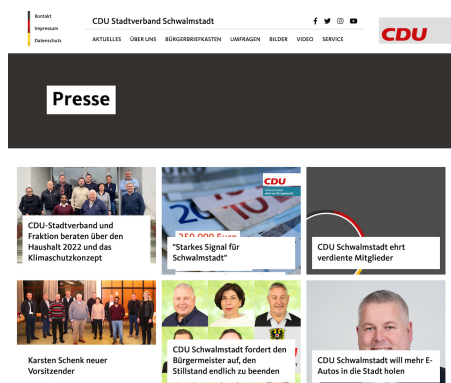 Kontakt
Impressum
Datenschutz
CDU Stadtverband Schwalmstadt
CDU
AKTUELLES ÜBER UNS BÜRGERBRIEFKASTEN UMFRAGEN BILDER VIDEO SERVICE
Presse
CDU-Stadtverband und
Fraktion beraten über den
Haushalt 2022 und das
Klimaschutzkonzept
CDU
250.000 Euro
"Starkes Signal für
Schwalmstadt"
CDU Schwalmstadt ehrt
verdiente Mitglieder
Karsten Schenk neuer
Vorsitzender
CDU Schwalmstadt fordert den
Bürgermeister auf, den
Stillstand endlich zu beenden
CDU Schwalmstadt will mehr E-
Autos in die Stadt holen